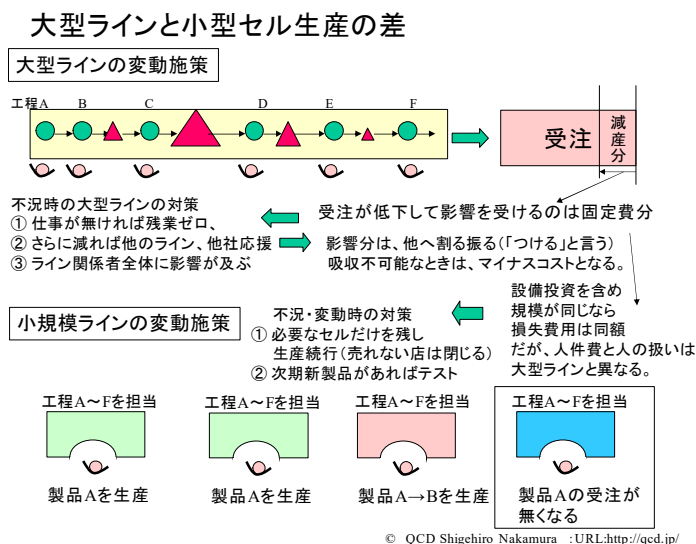 大型ラインと小型セル生産の差
大型ラインの変動施策
工程A B C D E F
受注
減産分
不況時の大型ラインの対策
① 仕事が無ければ残業ゼロ、
② さらに減れば他のライン、他社応援
③ ライン関係者全体に影響が及ぶ
受注が低下して影響を受けるのは固定費分
影響分は、他へ割る振る(「つける」と言う)
吸収不可能なときは、マイナスコストとなる。
小規模ラインの変動施策
不況・変動時の対策
① 必要なセルだけを残し
生産続行(売れない店は閉じる)
② 次期新製品があればテスト
設備投資を含め
規模が同じなら
損失費用は同額
だが、人件費と人の扱いは
大型ラインと異なる。
工程A～Fを担当
製品Aを生産
工程A～Fを担当
製品Aを生産
工程A～Fを担当
製品A→Bを生産
工程A～Fを担当
製品Aの受注が
無くなる
© QCD Shigehiro Nakamura :URL:http://qcd.jp/